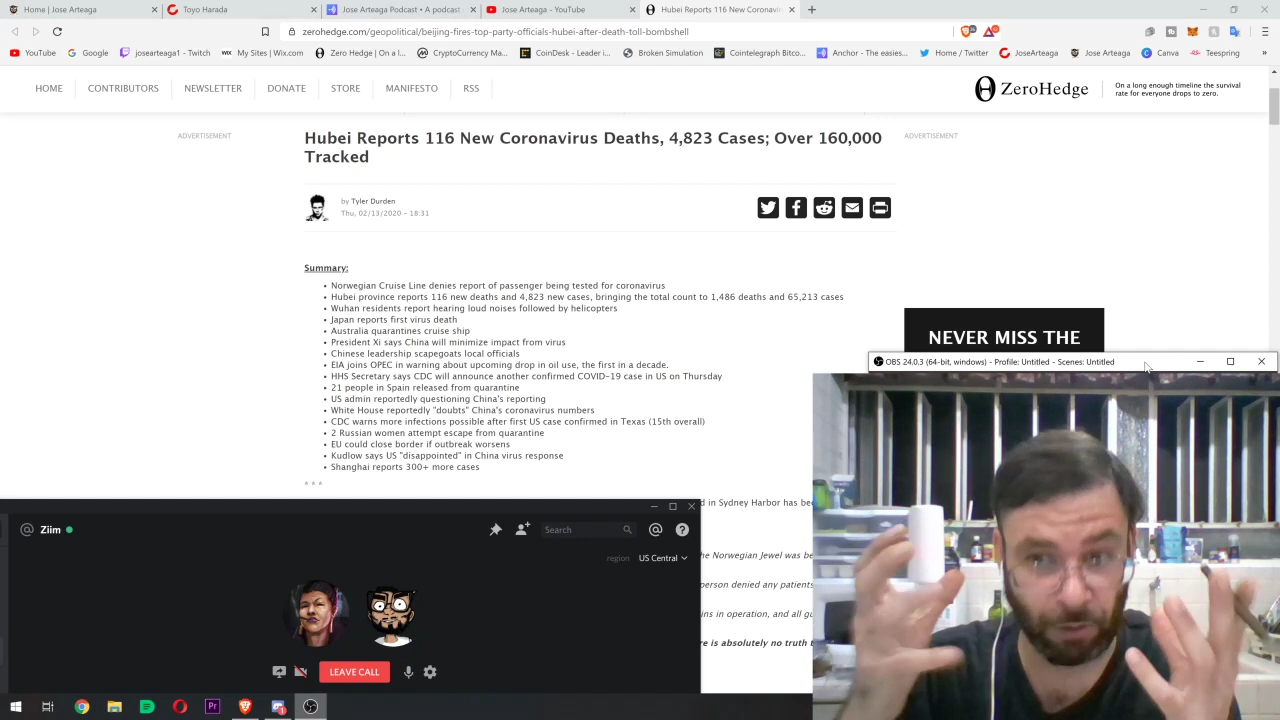 Home | Jose Arteaga
Toyo Harada
Jose Arteaga Podcast • A podcast
Jose Arteaga - YouTube
Hubei Reports 116 New Coronavir
zerohedge.com/geopolitical/beijing-fires-top-party-officials-hubei-after-death-toll-bombshell
YouTube
Google
josearteaga1 - Twitch
WIX
My Sites | Wix.com
Zero Hedge | On a l...
CryptoCurrency Ma...
CoinDesk - Leader i...
Binance
Cointelegraph Bitco...
Anchor - The easies...
Home / Twitter
JoseArteaga
Jose Arteaga
Canva
Teespring
»
HOME
CONTRIBUTORS
NEWSLETTER
DONATE
STORE
MANIFESTO
RSS
ZeroHedge
On a long enough timeline the survival
rate for everyone drops to zero.
ADVERTISEMENT
ADVERTISEMENT
Hubei Reports 116 New Coronavirus Deaths, 4,823 Cases; Over 160,000
Tracked
by Tyler Durden
Thu, 02/13/2020 - 18:31
Summary:
• Norwegian Cruise Line denies report of passenger being tested for coronavirus
• Hubei province reports 116 new deaths and 4,823 new cases, bringing the total count to 1,486 deaths and 65,213 cases
• Wuhan residents report hearing loud noises followed by helicopters
• Japan reports first virus death
• Australia quarantines cruise ship
• President Xi says China will minimize impact from virus
• Chinese leadership scapegoats local officials
• EIA joins OPEC in warning about upcoming drop in oil use, the first in a decade.
• HHS Secretary says CDC will announce another confirmed COVID-19 case in US on Thursday
• 21 people in Spain released from quarantine
• US admin reportedly questioning China's reporting
• White House reportedly "doubts" China's coronavirus numbers
• CDC warns more infections possible after first US case confirmed in Texas (15th overall)
• 2 Russian women attempt escape from quarantine
• EU could close border if outbreak worsens
• Kudlow says US "disappointed" in China virus response
• Shanghai reports 300+ more cases
* * *
NEVER MISS THE
OBS 24.0.3 (64-bit, windows) - Profile: Untitled - Scenes: Untitled
d in Sydney Harbor has bee
he Norwegian Jewel was be
person denied any patients
ins in operation, and all gu
re is absolutely no truth t
Ziim
Search
region
US Central
LEAVE CALL